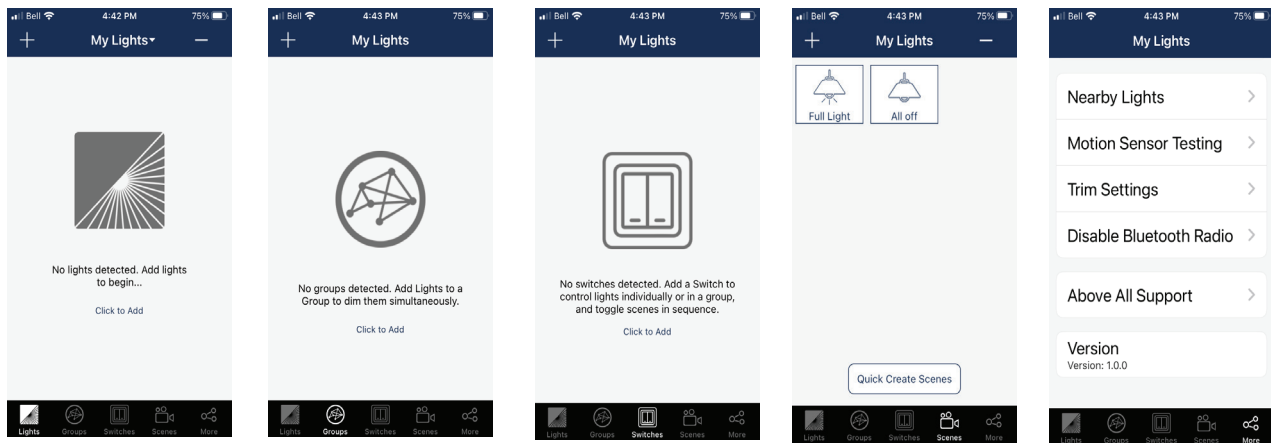 Bell 4:42 PM 75%
My Lights
No lights detected. Add lights
to begin...
Click to Add
Lights Groups Switches Scenes More
Bell 4:43 PM 75%
My Lights
No groups detected. Add Lights to a
Group to dim them simultaneously.
Click to Add
Lights Groups Switches Scenes More
Bell 4:43 PM 75%
My Lights
No switches detected. Add a Switch to
control lights individually or in a group,
and toggle scenes in sequence.
Click to Add
Lights Groups Switches Scenes More
Bell 4:43 PM 75%
My Lights
Full Light All off
Quick Create Scenes
Lights Groups Switches Scenes More
Bell 4:43 PM 75%
My Lights
Nearby Lights
Motion Sensor Testing
Trim Settings
Disable Bluetooth Radio
Above All Support
Version
Version: 1.0.0
Lights Groups Switches Scenes More